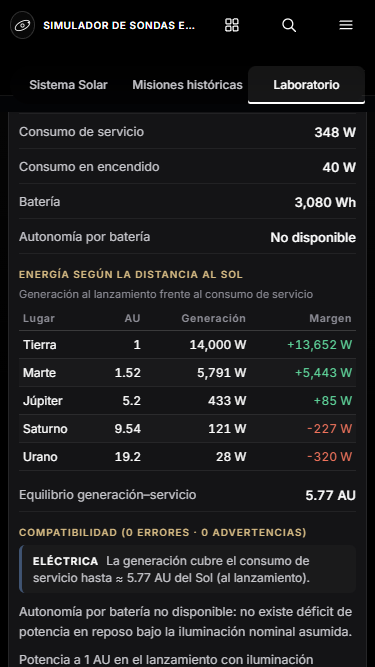 SIMULADOR DE SONDAS E...
Sistema Solar Misiones históricas Laboratorio
Consumo de servicio 348 W
Consumo en encendido 40 W
Batería 3,080 Wh
Autonomía por batería No disponible
ENERGÍA SEGÚN LA DISTANCIA AL SOL
Generación al lanzamiento frente al consumo de servicio
Lugar AU Generación Margen
Tierra 1 14,000 W +13,652 W
Marte 1.52 5,791 W +5,443 W
Júpiter 5.2 433 W +85 W
Saturno 9.54 121 W -227 W
Urano 19.2 28 W -320 W
Equilibrio generación–servicio 5.77 AU
COMPATIBILIDAD (0 ERRORES · 0 ADVERTENCIAS)
ELÉCTRICA La generación cubre el consumo de
servicio hasta ≈ 5.77 AU del Sol (al lanzamiento).
Autonomía por batería no disponible: no existe déficit de
potencia en reposo bajo la iluminación nominal asumida.
Potencia a 1 AU en el lanzamiento con iluminación